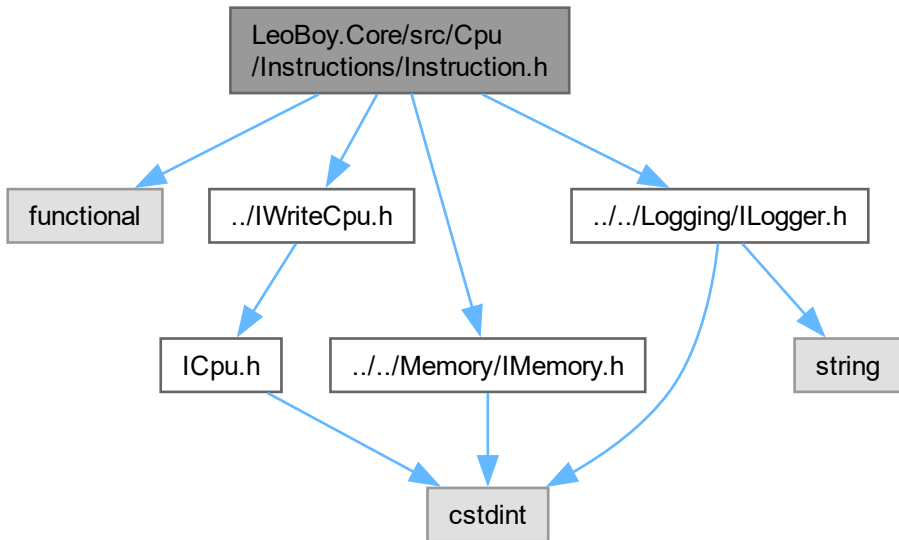 LeoBoy.Core/src/Cpu
/Instructions/Instruction.h
functional
../IWriteCpu.h
../../Logging/ILogger.h
ICpu.h
../../Memory/IMemory.h
string
cstdint